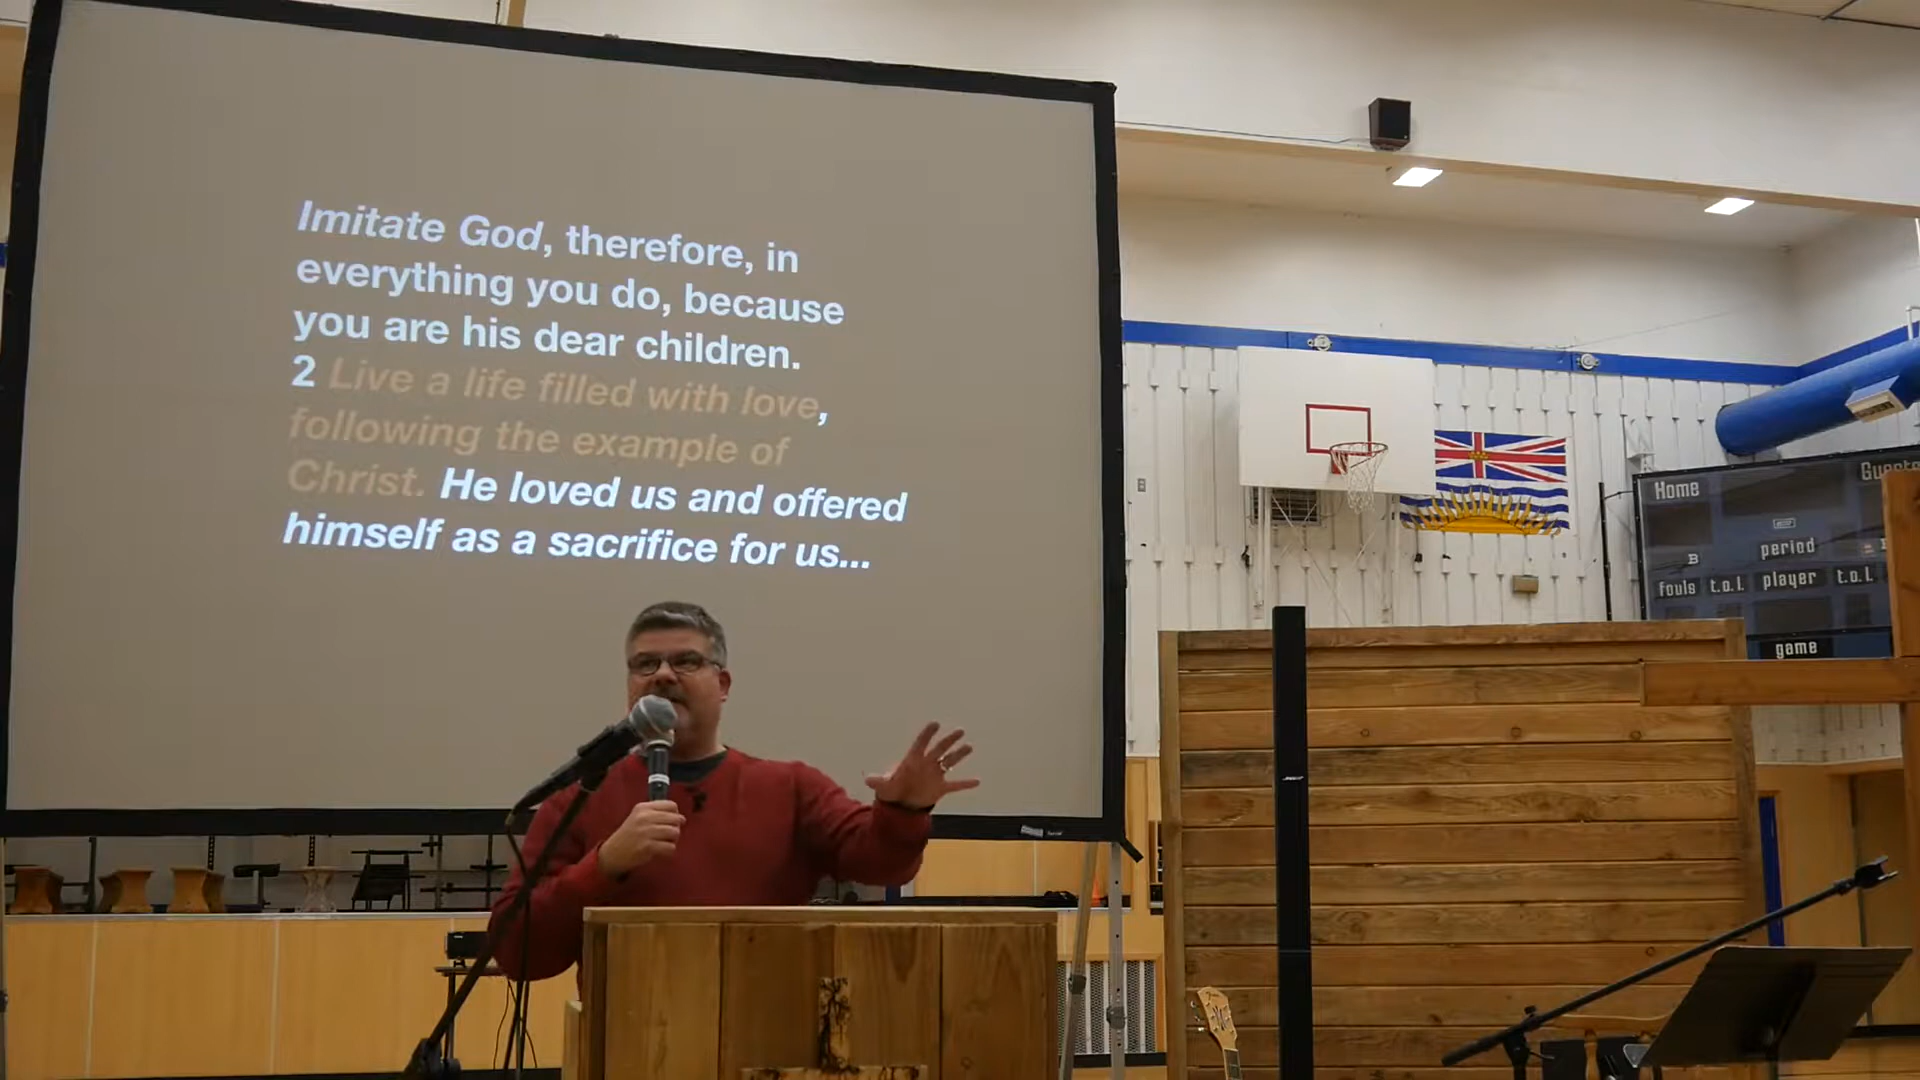 Imitate God, therefore, in
everything you do, because
you are his dear children.
2 Live a life filled with love,
following the example of
Christ. He loved us and offered
himself as a sacrifice for us...
Home
period
B
fouls t.o.l. player t.o.l.
game